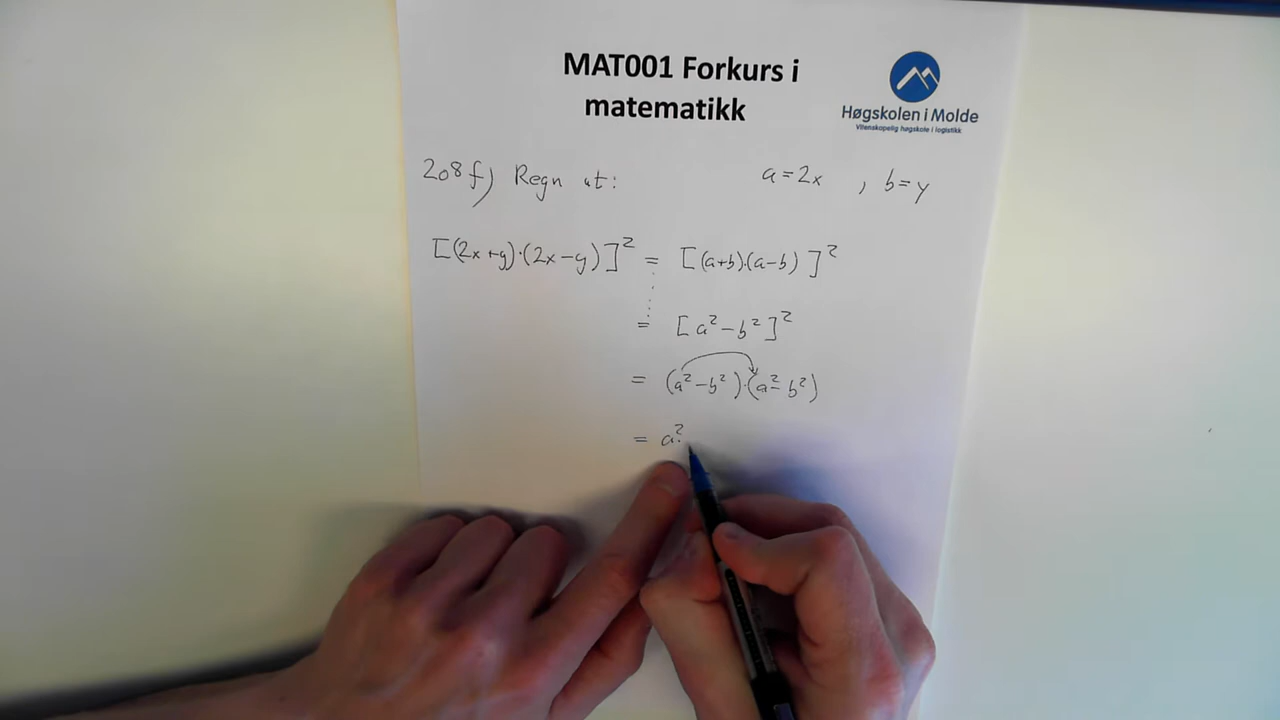 MAT001 Forkurs i
matematikk
Høgskolen i Molde
Vitenskapelig høgskole i logistikk
208f) Regn ut: a=2x , b=y
[(2x+y)·(2x-y)]² = [(a+b)·(a-b)]²
= [a²-b²]²
= (a²-b²)·(a²-b²)
= a²·